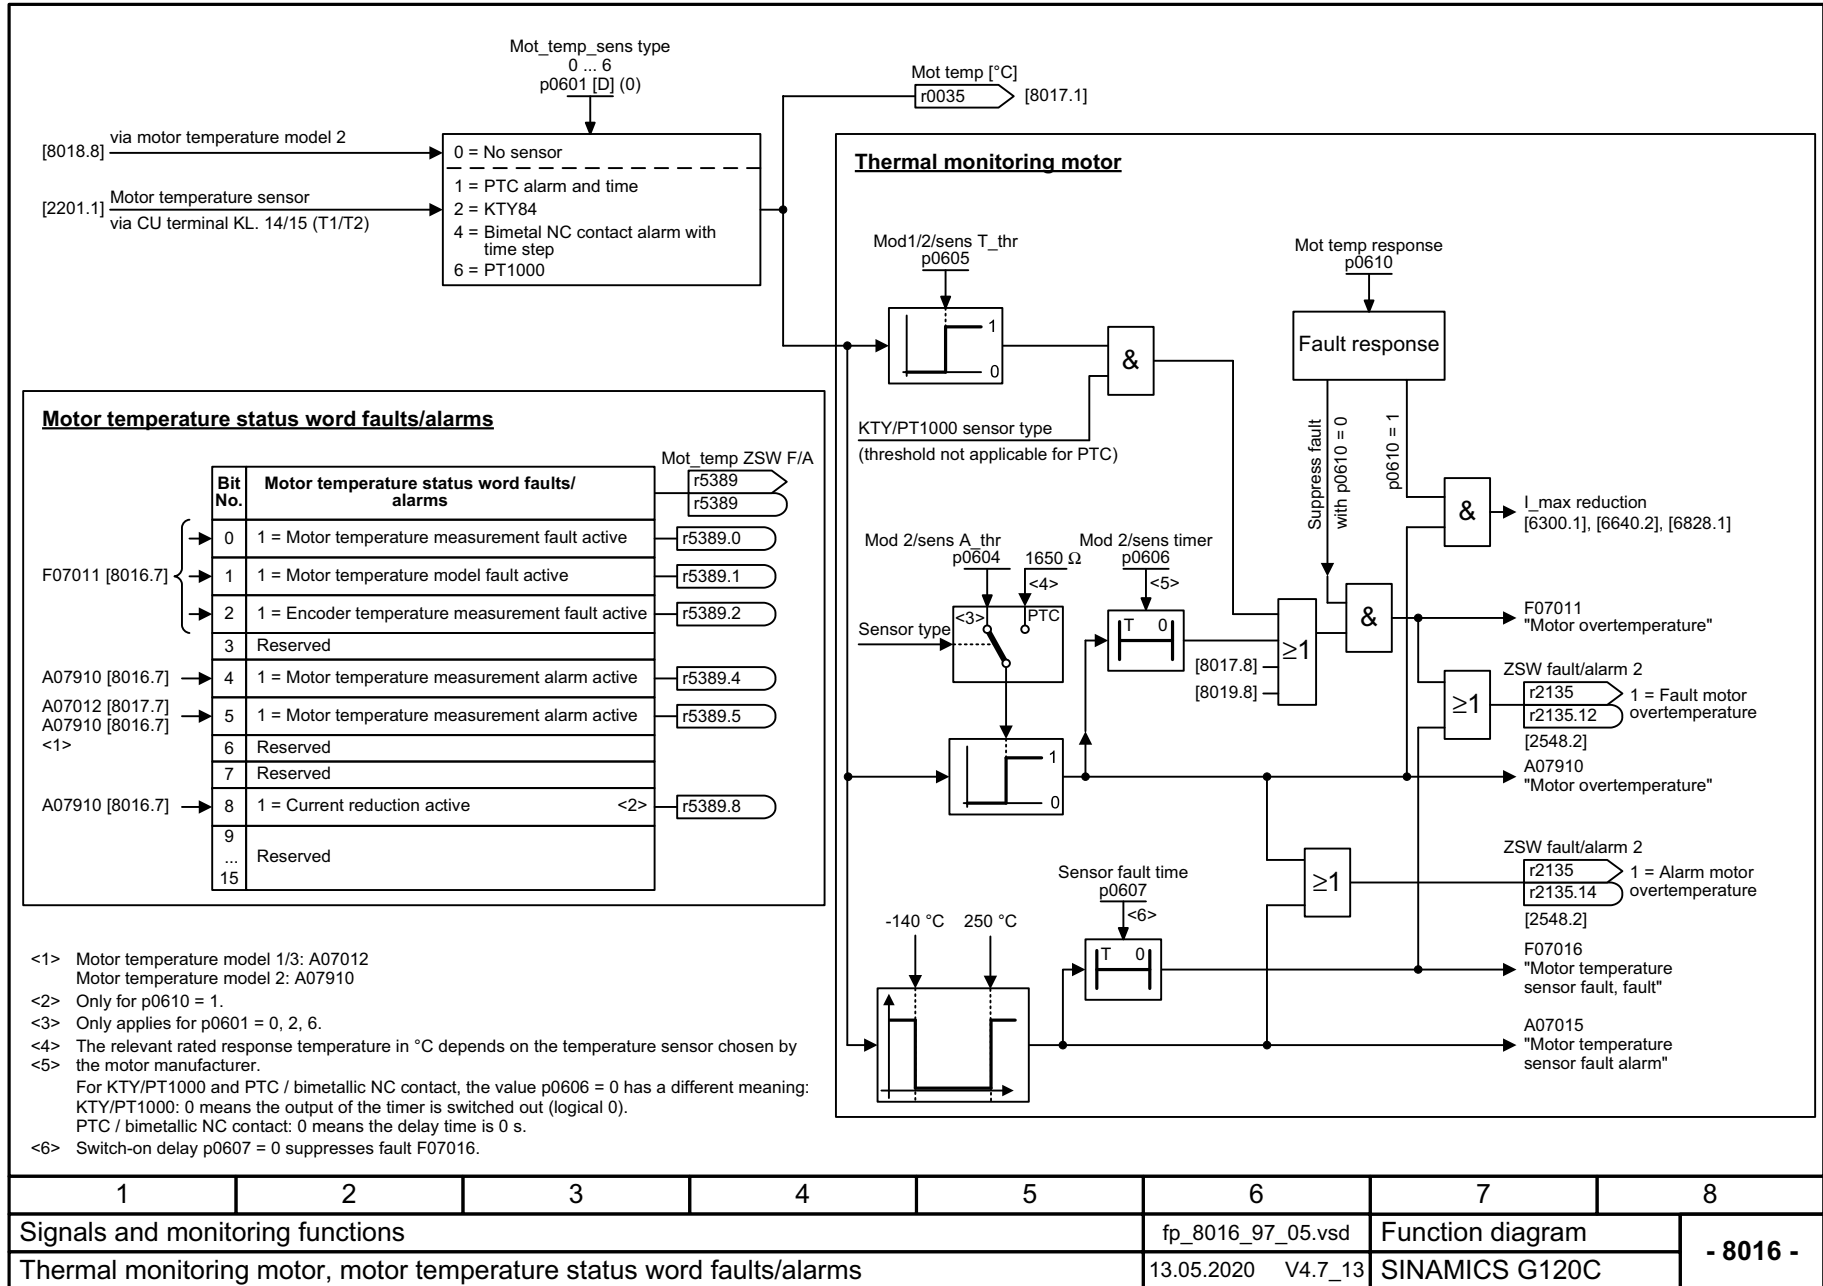 Mot_temp_sens type
0 ... 6
p0601 [D] (0)
Mot temp [°C]
r0035
[8017.1]
[8018.8]
via motor temperature model 2
[2201.1]
Motor temperature sensor
via CU terminal KL. 14/15 (T1/T2)
0 = No sensor
1 = PTC alarm and time
2 = KTY84
4 = Bimetal NC contact alarm with
time step
6 = PT1000
Thermal monitoring motor
Mod1/2/sens T_thr
p0605
1
0
&
KTY/PT1000 sensor type
(threshold not applicable for PTC)
Mot temp response
p0610
Fault response
Suppress fault
with p0610 = 0
p0610 = 1
&
I_max reduction
[6300.1], [6640.2], [6828.1]
Mod 2/sens A_thr
p0604
1650 Ω
<4>
<3>
PTC
Sensor type
Mod 2/sens timer
p0606
<5>
T 0
[8017.8]
[8019.8]
≥1
&
F07011
"Motor overtemperature"
ZSW fault/alarm 2
≥1
r2135
r2135.12
1 = Fault motor
overtemperature
[2548.2]
1
0
A07910
"Motor overtemperature"
ZSW fault/alarm 2
≥1
r2135
r2135.14
1 = Alarm motor
overtemperature
[2548.2]
Sensor fault time
p0607
<6>
T 0
-140 °C 250 °C
F07016
"Motor temperature
sensor fault, fault"
A07015
"Motor temperature
sensor fault alarm"
Motor temperature status word faults/alarms
Mot_temp ZSW F/A
r5389
r5389
Bit
No.
Motor temperature status word faults/
alarms
F07011 [8016.7]
0 1 = Motor temperature measurement fault active r5389.0
1 1 = Motor temperature model fault active r5389.1
2 1 = Encoder temperature measurement fault active r5389.2
3 Reserved
A07910 [8016.7] 4 1 = Motor temperature measurement alarm active r5389.4
A07012 [8017.7]
A07910 [8016.7]
<1>
5 1 = Motor temperature measurement alarm active r5389.5
6 Reserved
7 Reserved
A07910 [8016.7] 8 1 = Current reduction active <2> r5389.8
9
...
15
Reserved
<1> Motor temperature model 1/3: A07012
Motor temperature model 2: A07910
<2> Only for p0610 = 1.
<3> Only applies for p0601 = 0, 2, 6.
<4> The relevant rated response temperature in °C depends on the temperature sensor chosen by
<5> the motor manufacturer.
For KTY/PT1000 and PTC / bimetallic NC contact, the value p0606 = 0 has a different meaning:
KTY/PT1000: 0 means the output of the timer is switched out (logical 0).
PTC / bimetallic NC contact: 0 means the delay time is 0 s.
<6> Switch-on delay p0607 = 0 suppresses fault F07016.
1 2 3 4 5 6 7 8
Signals and monitoring functions
fp_8016_97_05.vsd
Function diagram
- 8016 -
Thermal monitoring motor, motor temperature status word faults/alarms
13.05.2020 V4.7_13
SINAMICS G120C